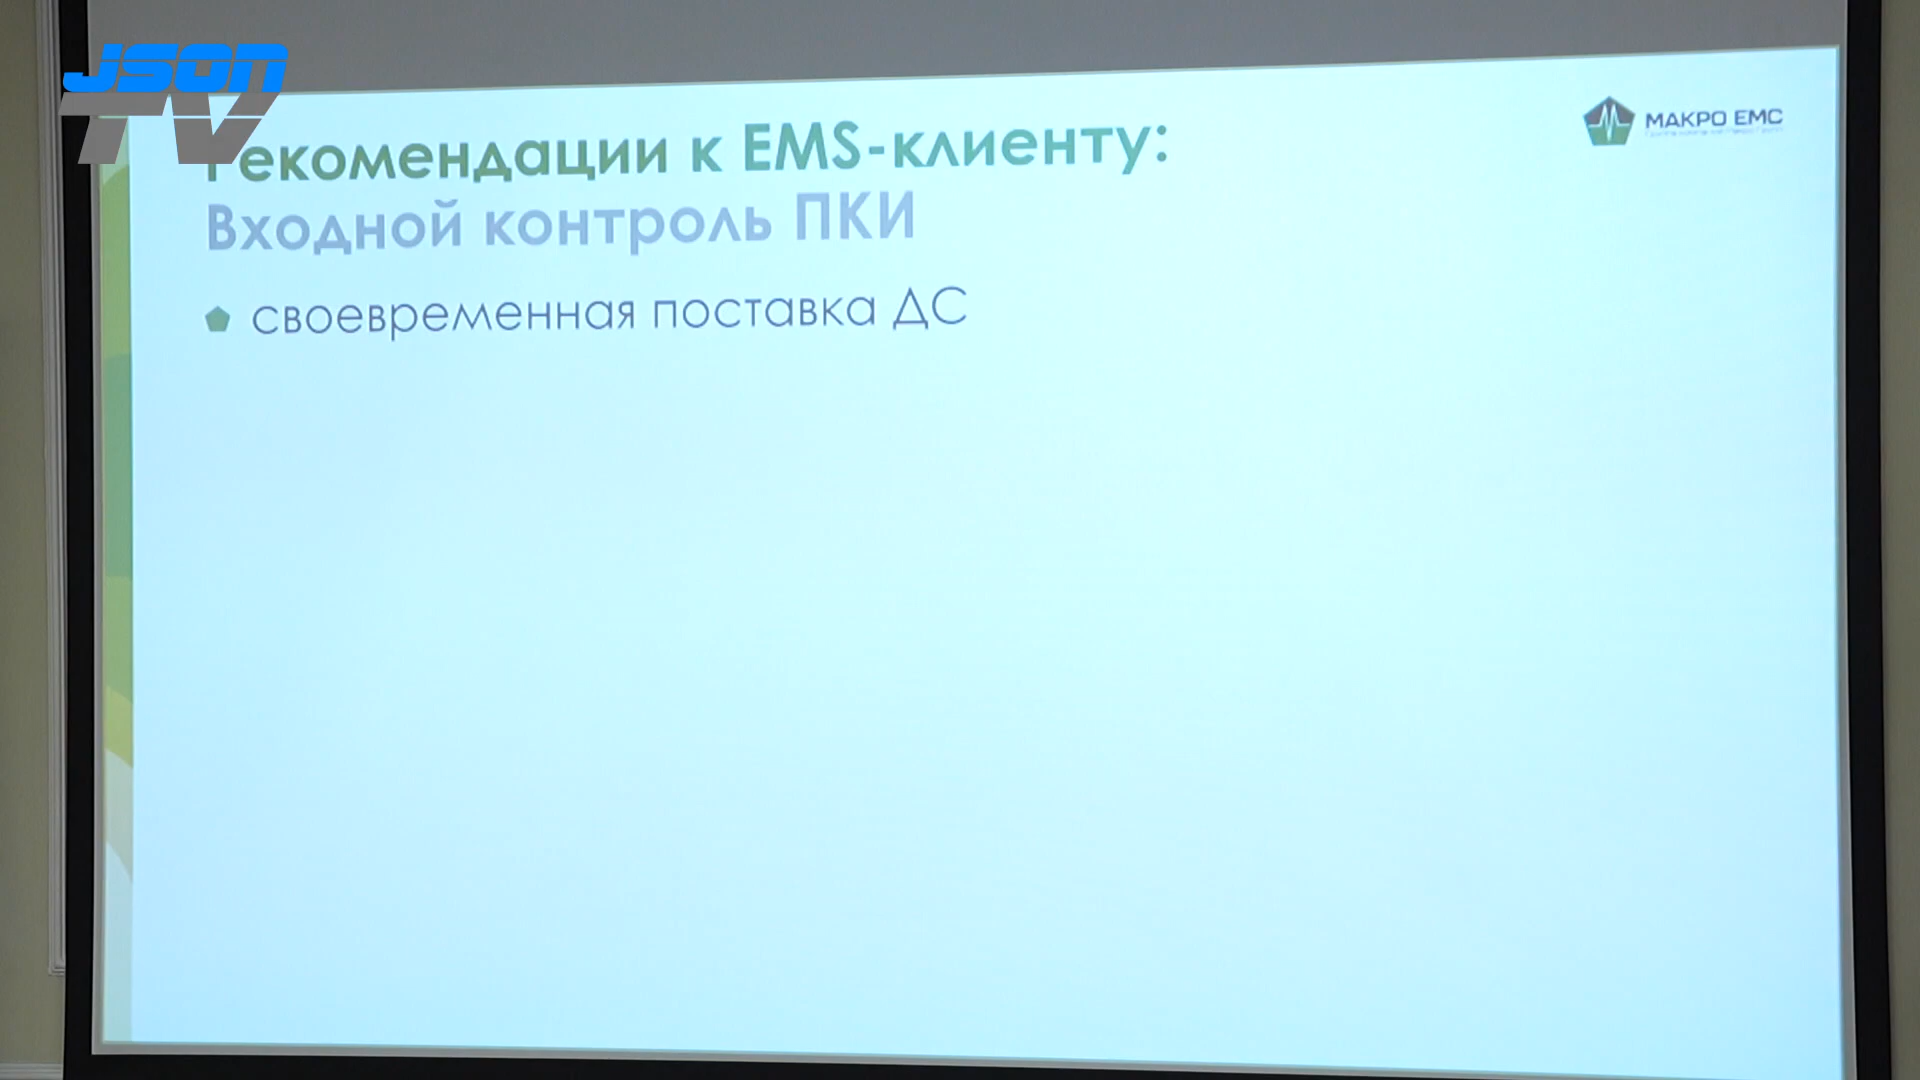 JSON
TV
МАКРО ЕМС
Рекомендации к EMS-клиенту:
Входной контроль ПКИ
своевременная поставка ДС